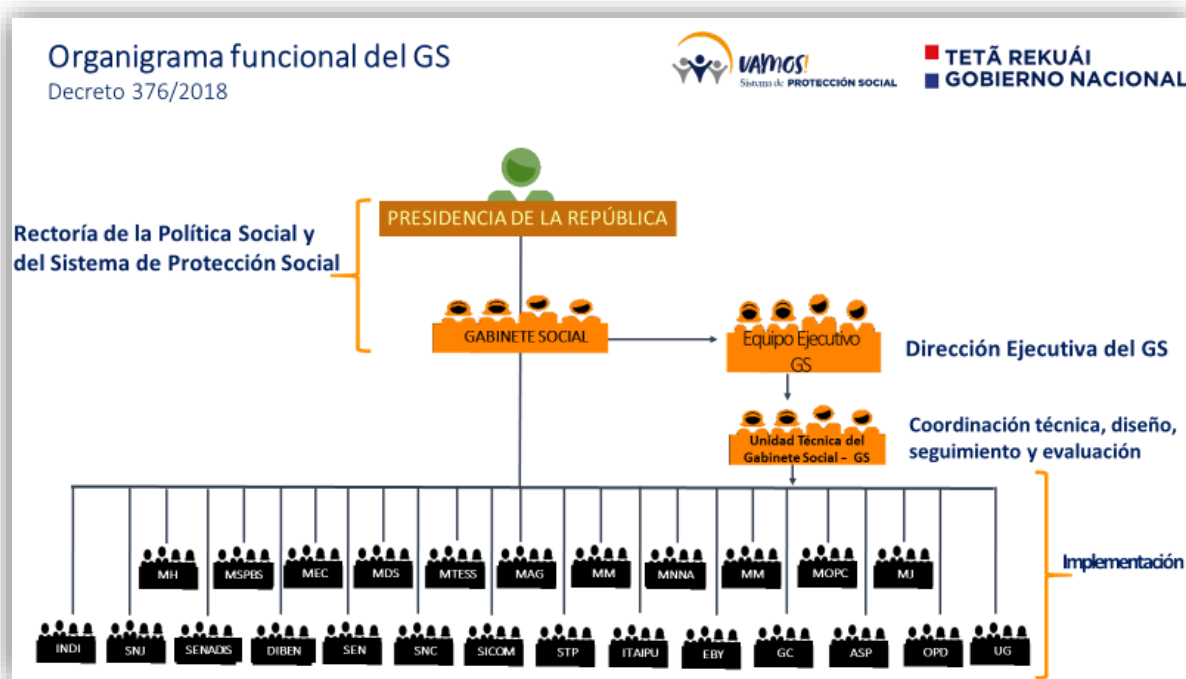 Organigrama funcional del GS
Decreto 376/2018
VAMOS!
Sistema de PROTECCIÓN SOCIAL
TETÃ REKUÁI
GOBIERNO NACIONAL
PRESIDENCIA DE LA REPÚBLICA
Rectoría de la Política Social y
del Sistema de Protección Social
GABINETE SOCIAL
Equipo Ejecutivo
GS
Dirección Ejecutiva del GS
Unidad Técnica del
Gabinete Social – GS
Coordinación técnica, diseño,
seguimiento y evaluación
MH MSPBS MEC MDS MTESS MAG MM MNNA MM MOPC MJ
Implementación
INDI SNJ SENADIS DIBEN SEN SNC SICOM STP ITAIPU EBY GC ASP OPD UG